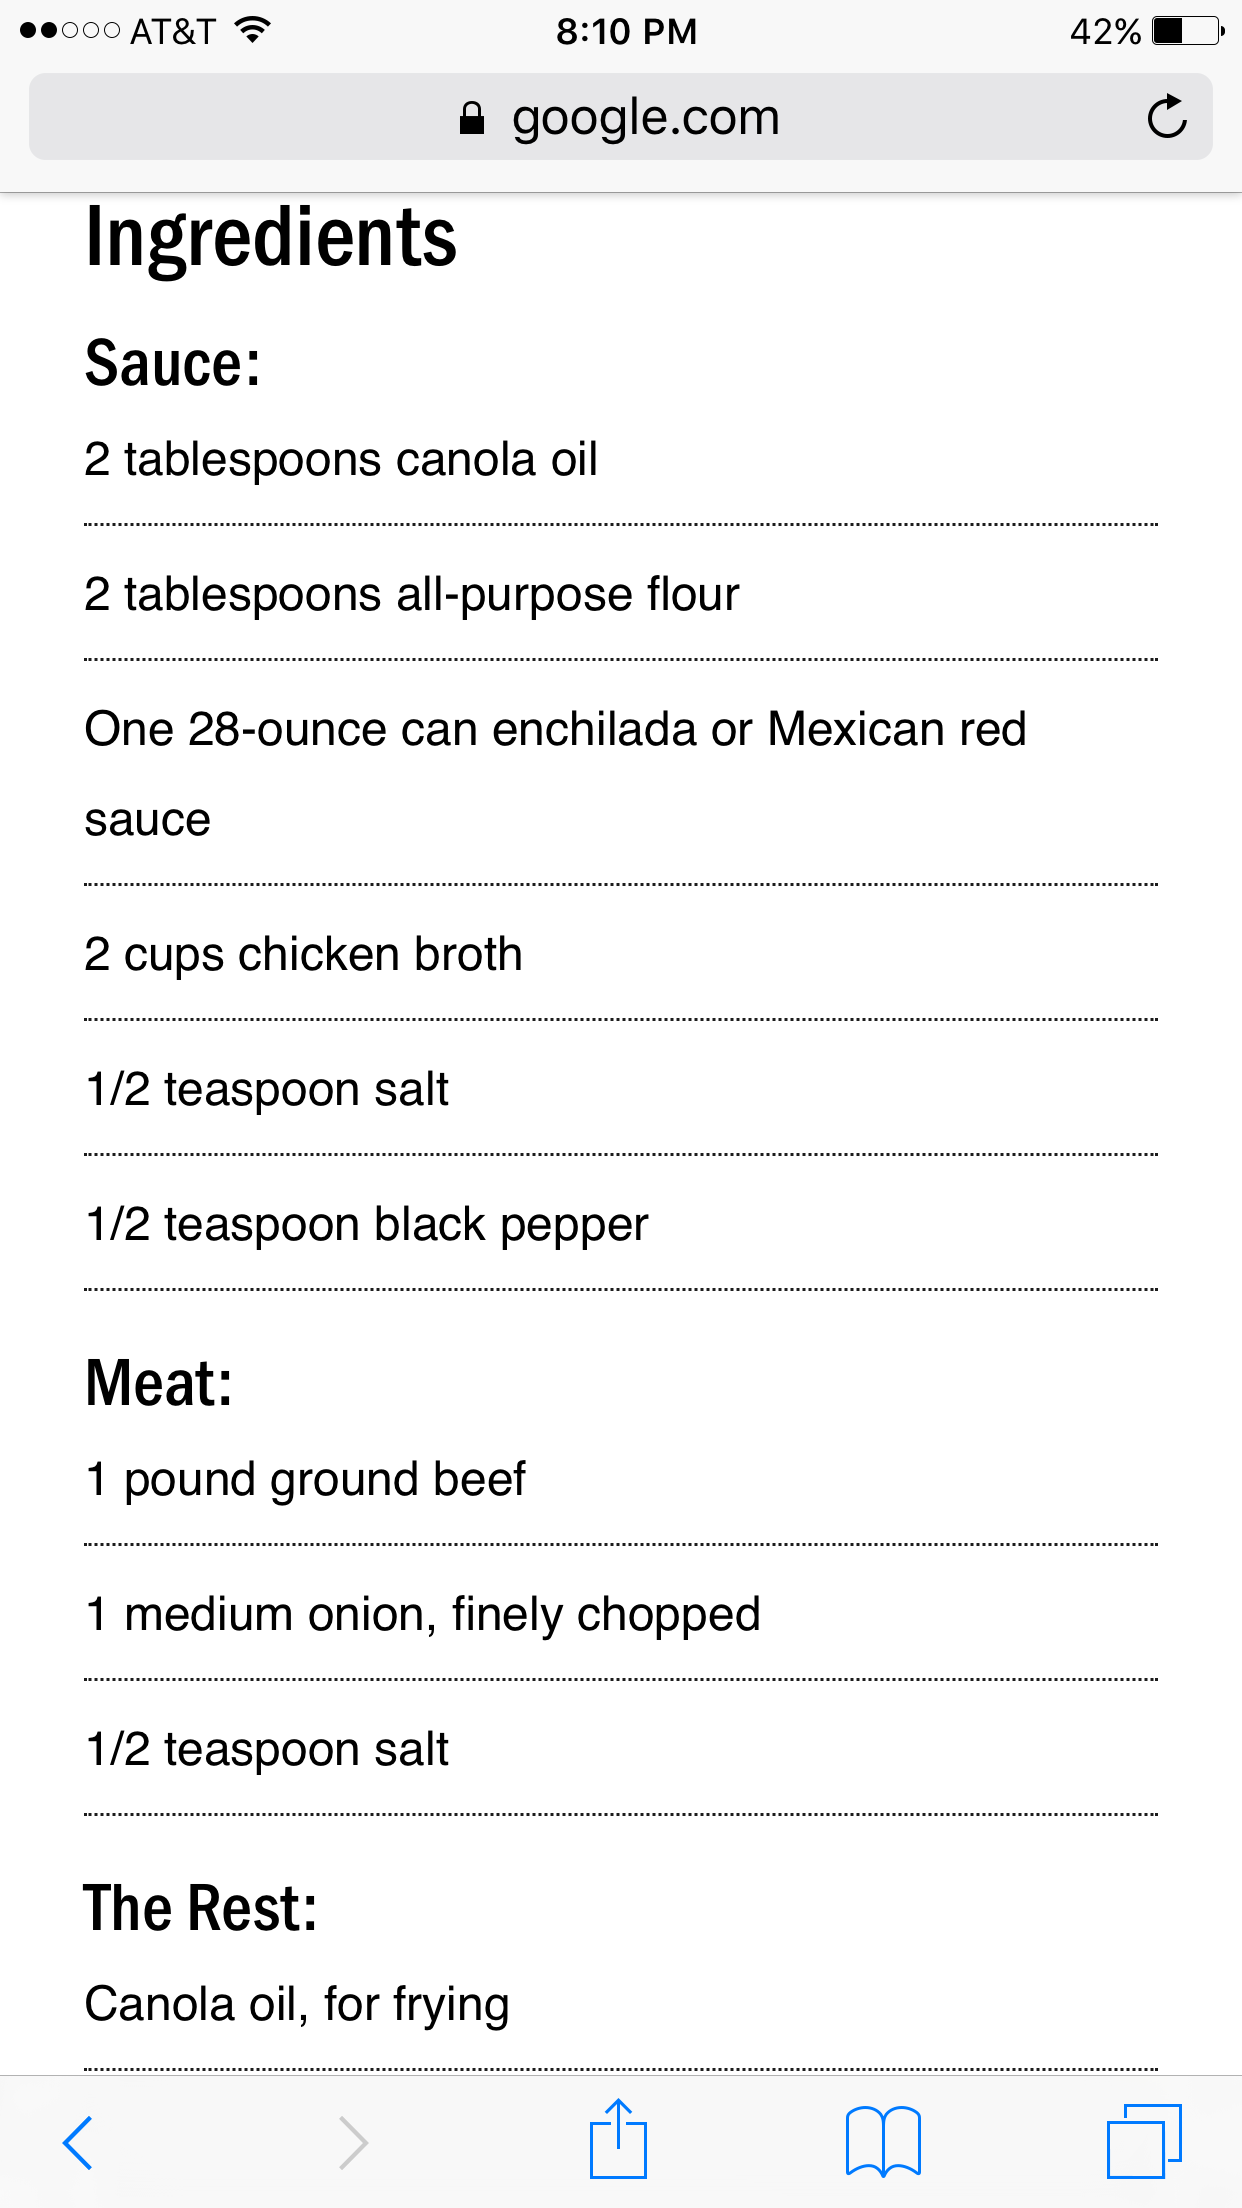 AT&T 8:10 PM 42%
google.com
Ingredients
Sauce:
2 tablespoons canola oil
2 tablespoons all-purpose flour
One 28-ounce can enchilada or Mexican red
sauce
2 cups chicken broth
1/2 teaspoon salt
1/2 teaspoon black pepper
Meat:
1 pound ground beef
1 medium onion, finely chopped
1/2 teaspoon salt
The Rest:
Canola oil, for frying